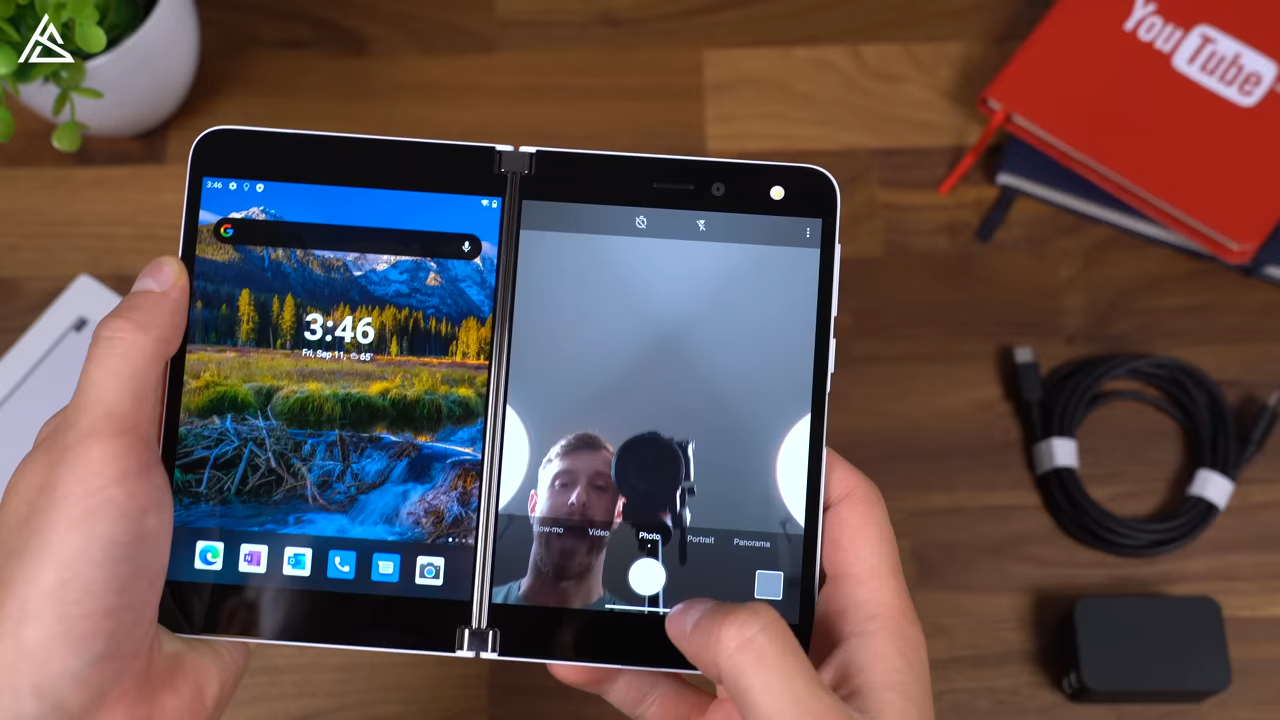 YouTube
3:46
3:46
Fri, Sep 11, 65°
Slow-mo
Video
Photo
Portrait
Panorama